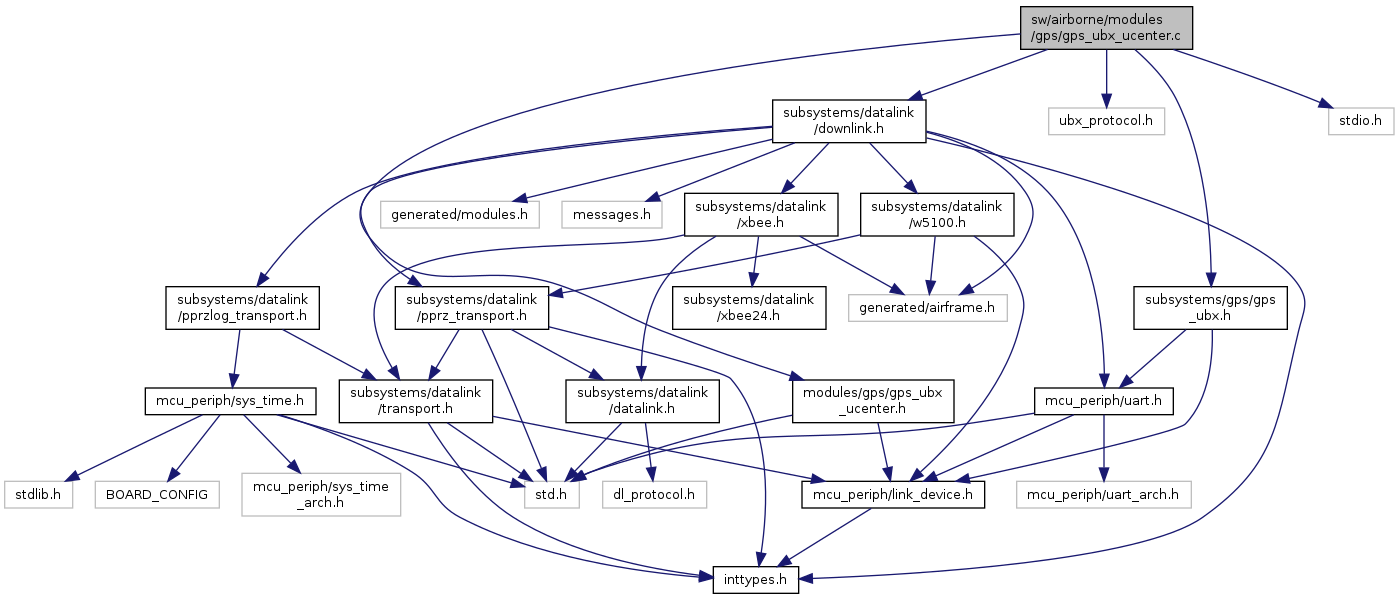 sw/airborne/modules
/gps/gps_ubx_ucenter.c
subsystems/datalink
/downlink.h
ubx_protocol.h
stdio.h
generated/modules.h
messages.h
subsystems/datalink
/xbee.h
subsystems/datalink
/w5100.h
subsystems/datalink
/pprzlog_transport.h
subsystems/datalink
/pprz_transport.h
subsystems/datalink
/xbee24.h
generated/airframe.h
subsystems/gps/gps
_ubx.h
mcu_periph/sys_time.h
subsystems/datalink
/transport.h
subsystems/datalink
/datalink.h
modules/gps/gps_ubx
_ucenter.h
mcu_periph/uart.h
stdlib.h
BOARD_CONFIG
mcu_periph/sys_time
_arch.h
std.h
dl_protocol.h
mcu_periph/link_device.h
mcu_periph/uart_arch.h
inttypes.h